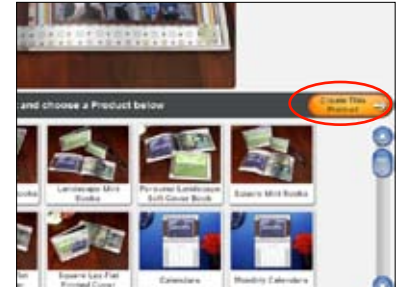 Create This
Product
and choose a Product below
Books
Landscape Mini
Books
Personal Landscape
Soft Cover Book
Square Mini Books
Square Lay Flat
Printed Cover
Calendars
Monthly Calendars